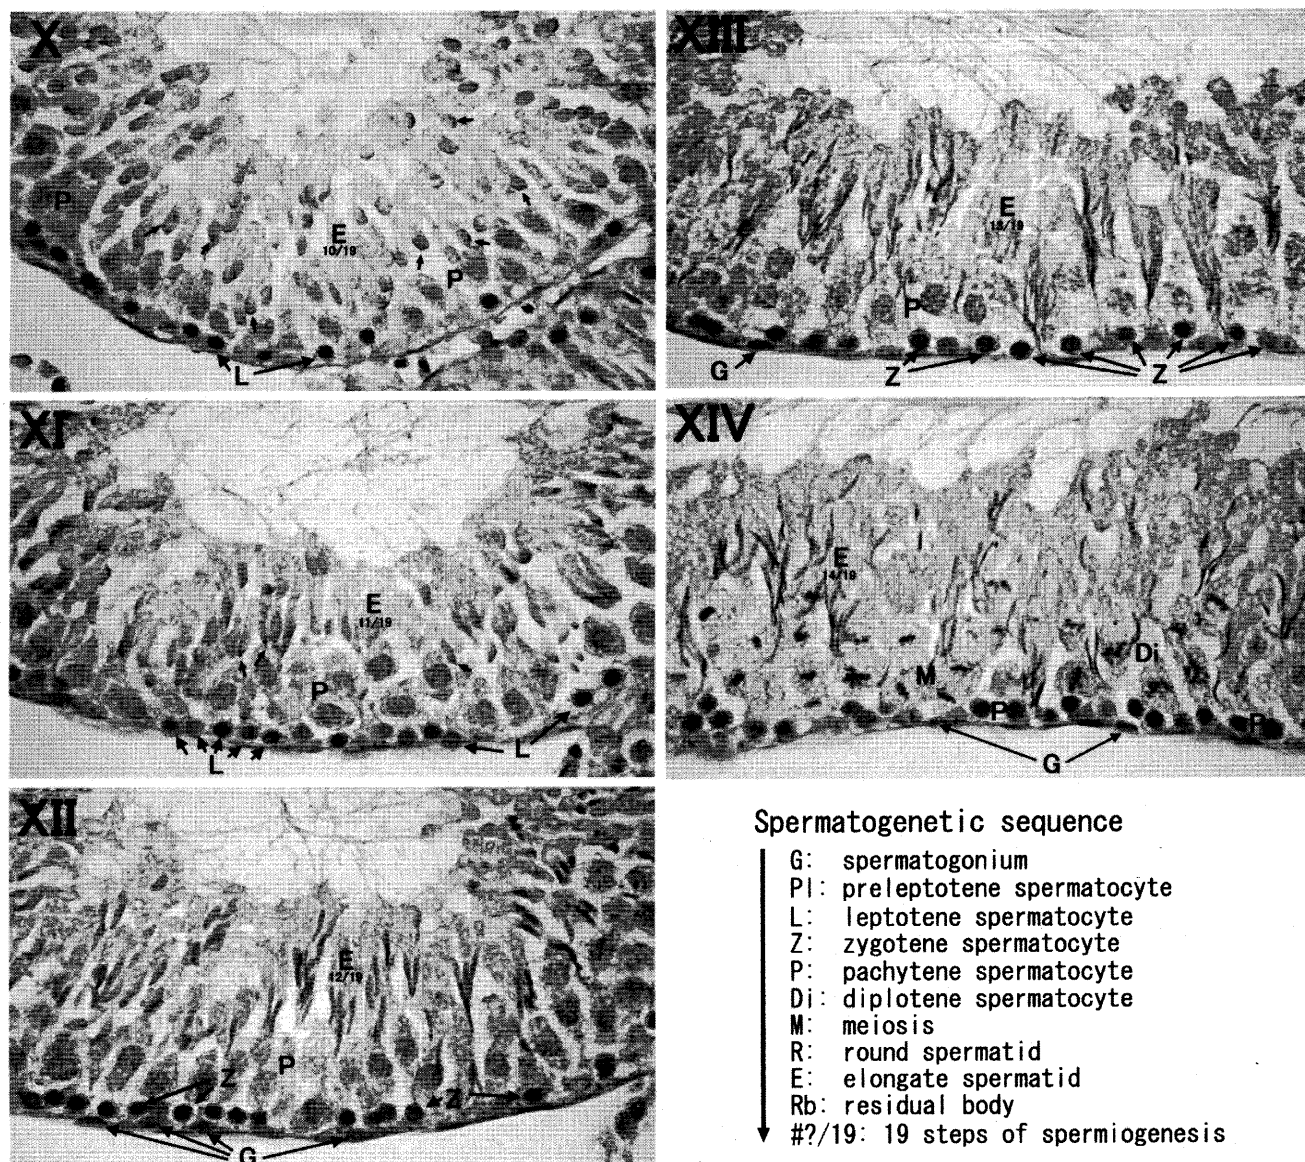 X
P
E
10/19
P
L
XIII
E
13/19
P
G
Z
Z
XI
E
11/19
P
L
L
XIV
E
14/19
Di
M
P
P
G
XII
E
12/19
Z
P
Z
G
Spermatogenetic sequence
G: spermatogonium
Pl: preleptotene spermatocyte
L: leptotene spermatocyte
Z: zygotene spermatocyte
P: pachytene spermatocyte
Di: diplotene spermatocyte
M: meiosis
R: round spermatid
E: elongate spermatid
Rb: residual body
#?/19: 19 steps of spermiogenesis